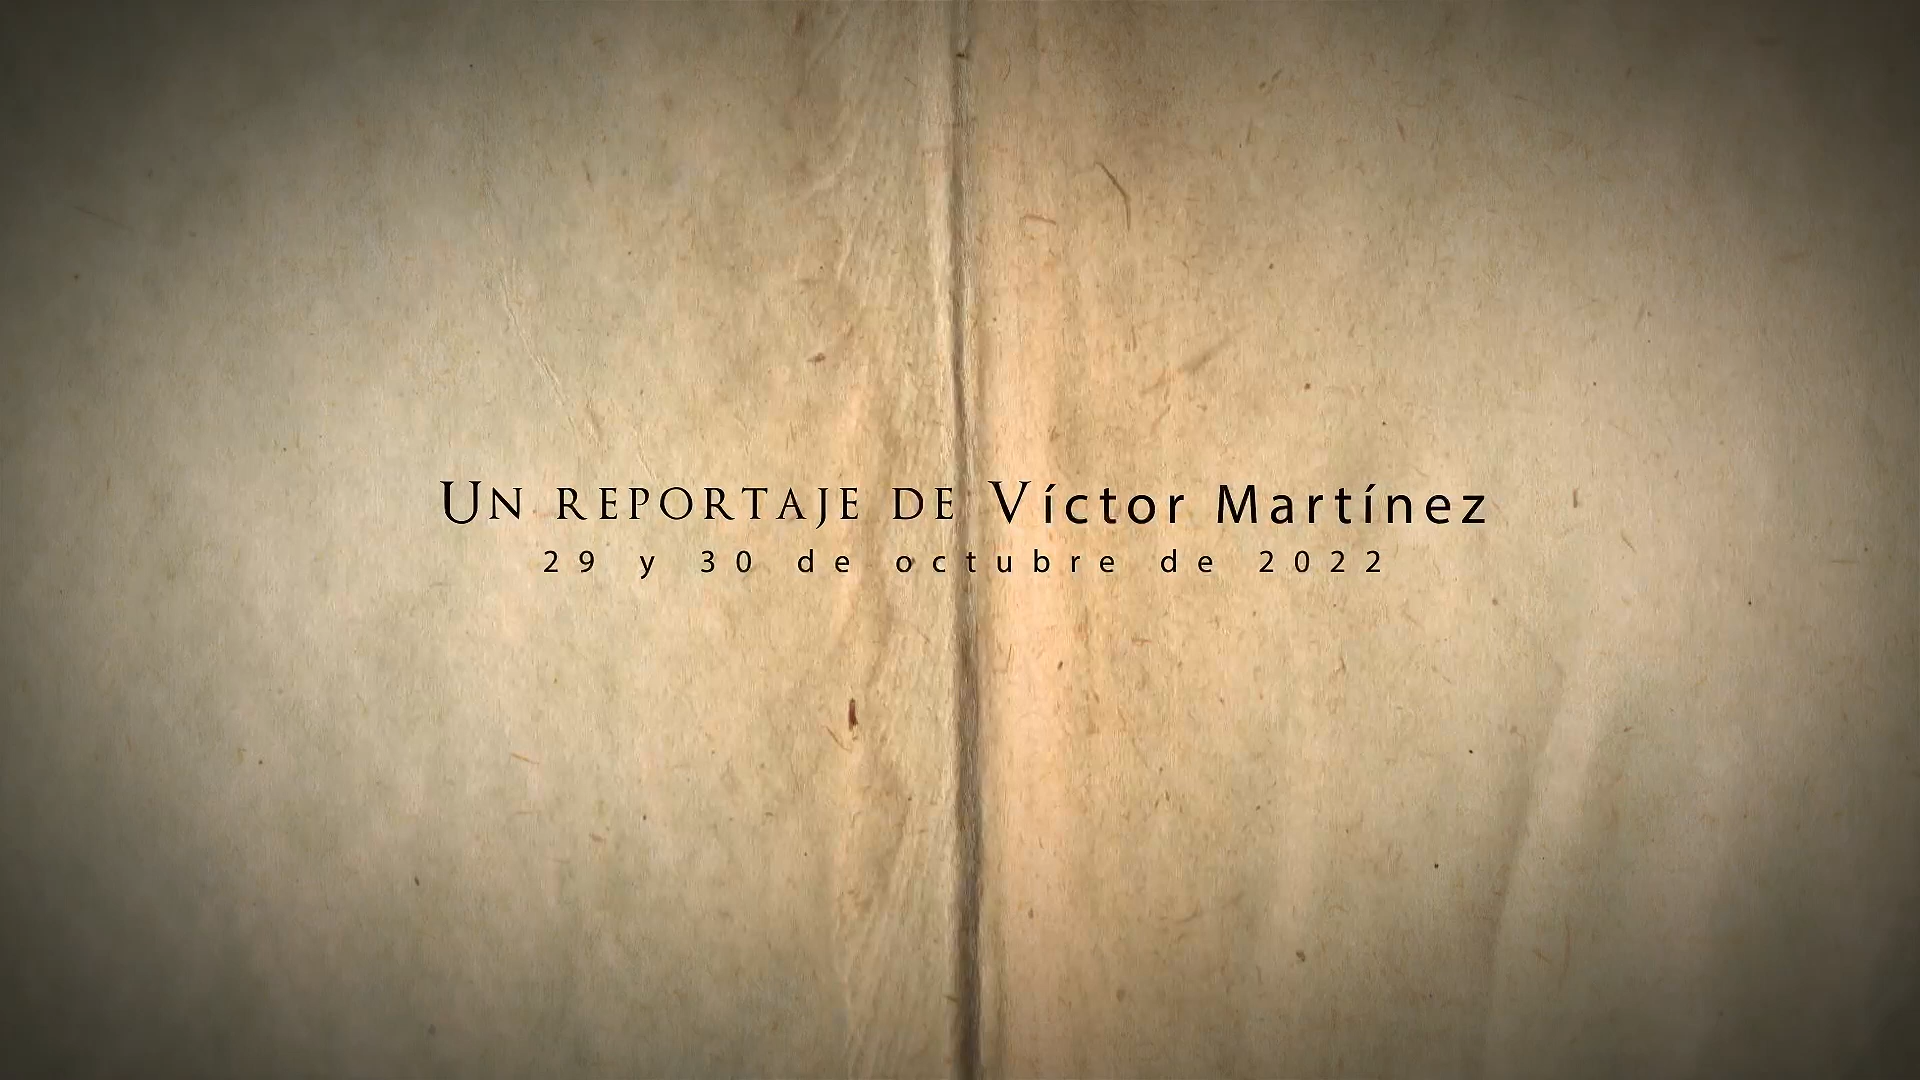 Un reportaje de Víctor Martínez
29 y 30 de octubre de 2022